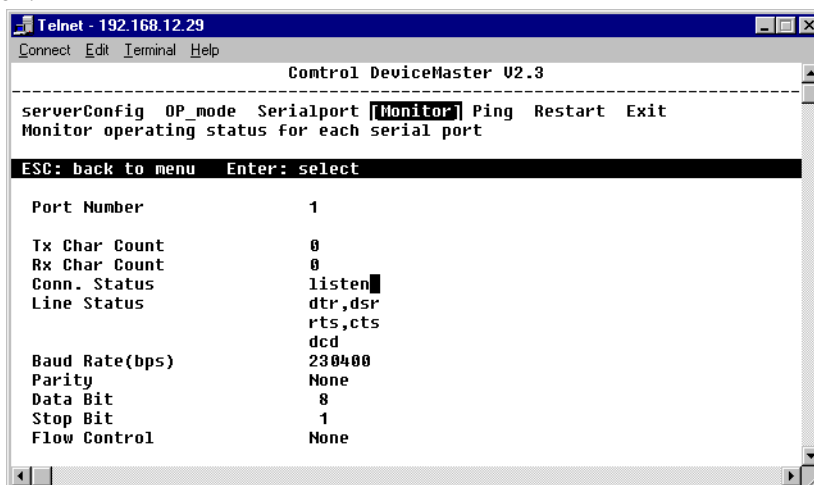 Telnet - 192.168.12.29
Connect Edit Terminal Help
Comtrol DeviceMaster V2.3
serverConfig OP_mode Serialport [Monitor] Ping Restart Exit
Monitor operating status for each serial port
ESC: back to menu Enter: select
Port Number 1
Tx Char Count 0
Rx Char Count 0
Conn. Status listen
Line Status dtr,dsr
rts,cts
dcd
Baud Rate(bps) 230400
Parity None
Data Bit 8
Stop Bit 1
Flow Control None